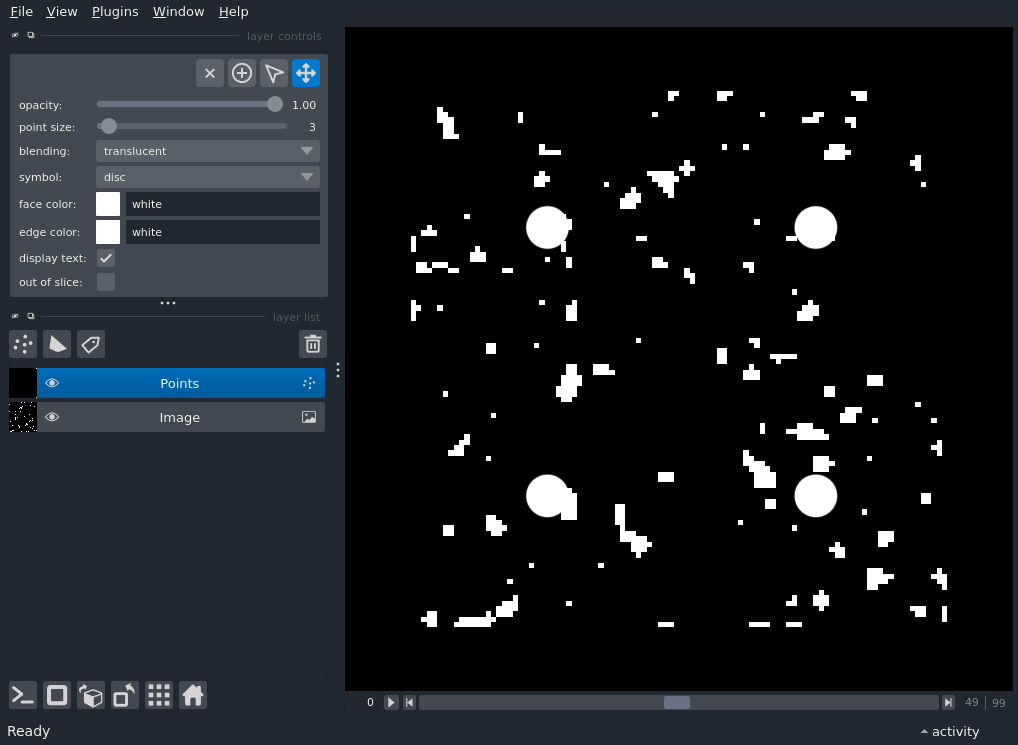 File View Plugins Window Help
layer controls
opacity: 1.00
point size: 3
blending: translucent
symbol: disc
face color: white
edge color: white
display text:
out of slice:
layer list
Points
Image
0 49 99
Ready activity